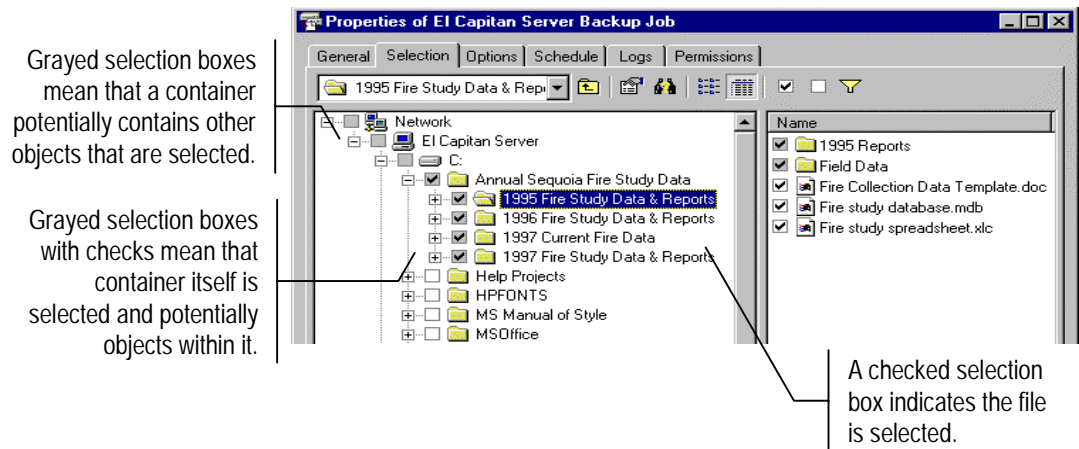 Properties of El Capitan Server Backup Job
Grayed selection boxes
mean that a container
potentially contains other
objects that are selected.
General Selection Options Schedule Logs Permissions
1995 Fire Study Data & Rep
Network
El Capitan Server
C:
Annual Sequoia Fire Study Data
1995 Fire Study Data & Reports
1996 Fire Study Data & Reports
1997 Current Fire Data
1997 Fire Study Data & Reports
Help Projects
HPFONTS
MS Manual of Style
MSOffice
Name
1995 Reports
Field Data
Fire Collection Data Template.doc
Fire study database.mdb
Fire study spreadsheet.xlc
Grayed selection boxes
with checks mean that
container itself is
selected and potentially
objects within it.
A checked selection
box indicates the file
is selected.